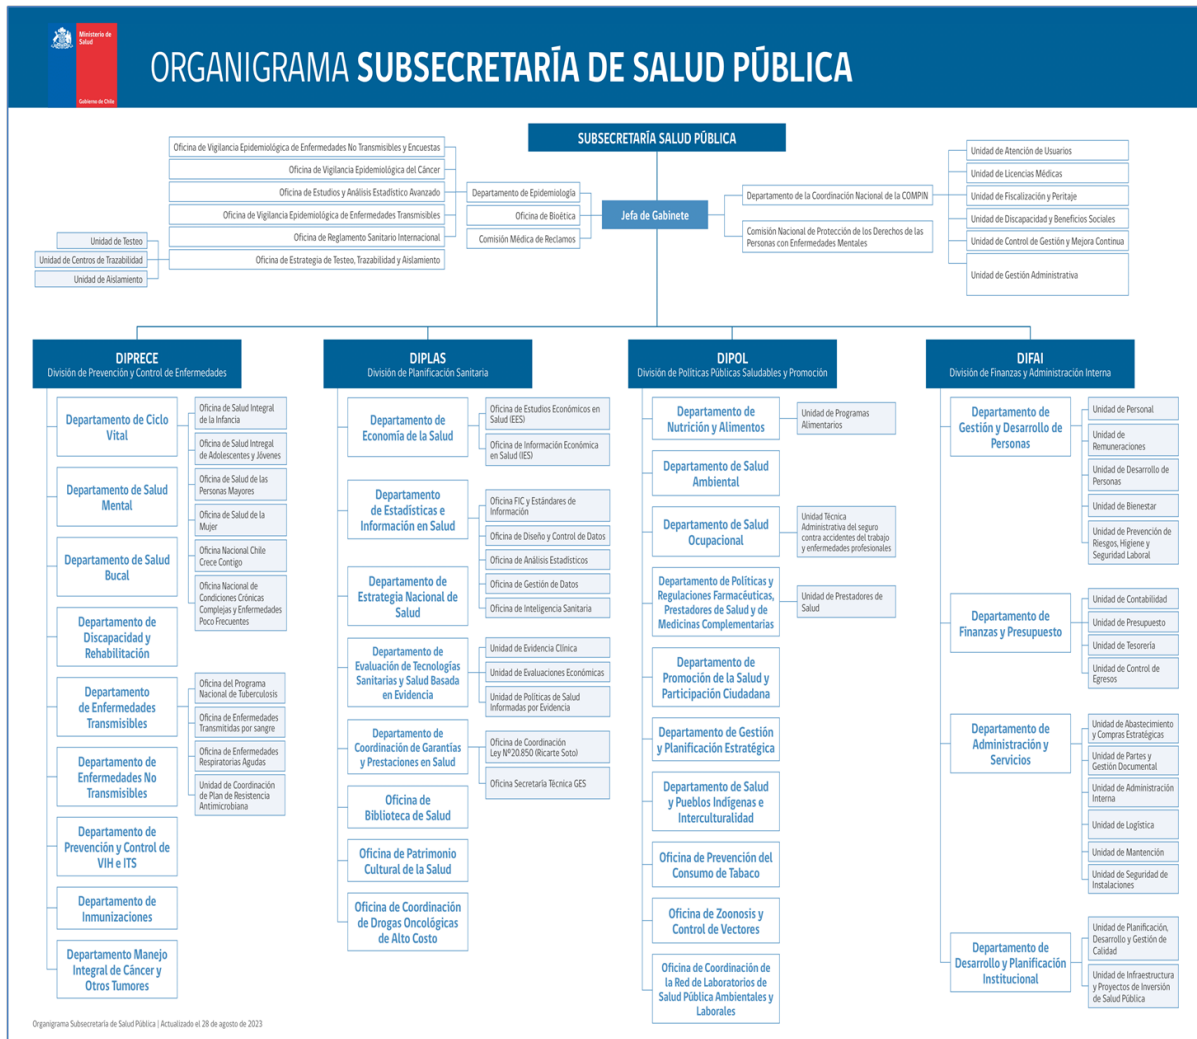 Ministerio de
Salud
Gobierno de Chile
ORGANIGRAMA SUBSECRETARÍA DE SALUD PÚBLICA
SUBSECRETARÍA SALUD PÚBLICA
Jefa de Gabinete
Oficina de Vigilancia Epidemiológica de Enfermedades No Transmisibles y Encuestas
Oficina de Vigilancia Epidemiológica del Cáncer
Oficina de Estudios y Análisis Estadístico Avanzado
Oficina de Vigilancia Epidemiológica de Enfermedades Transmisibles
Oficina de Reglamento Sanitario Internacional
Oficina de Estrategia de Testeo, Trazabilidad y Aislamiento
Unidad de Testeo
Unidad de Centros de Trazabilidad
Unidad de Aislamiento
Departamento de Epidemiología
Oficina de Bioética
Comisión Médica de Reclamos
Departamento de la Coordinación Nacional de la COMPIN
Comisión Nacional de Protección de los Derechos de las
Personas con Enfermedades Mentales
Unidad de Atención de Usuarios
Unidad de Licencias Médicas
Unidad de Fiscalización y Peritaje
Unidad de Discapacidad y Beneficios Sociales
Unidad de Control de Gestión y Mejora Continua
Unidad de Gestión Administrativa
DIPRECE
División de Prevención y Control de Enfermedades
Departamento de Ciclo
Vital
Departamento de Salud
Mental
Departamento de Salud
Bucal
Departamento de
Discapacidad y
Rehabilitación
Departamento
de Enfermedades
Transmisibles
Departamento de
Enfermedades No
Transmisibles
Departamento de
Prevención y Control de
VIH e ITS
Departamento de
Inmunizaciones
Departamento Manejo
Integral de Cáncer y
Otros Tumores
Oficina de Salud Integral
de la Infancia
Oficina de Salud Intregal
de Adolescentes y Jóvenes
Oficina de Salud de las
Personas Mayores
Oficina de Salud de la
Mujer
Oficina Nacional Chile
Crece Contigo
Oficina Nacional de
Condiciones Crónicas
Complejas y Enfermedades
Poco Frecuentes
Oficina del Programa
Nacional de Tuberculosis
Oficina de Enfermedades
Transmitidas por sangre
Oficina de Enfermedades
Respiratorias Agudas
Unidad de Coordinación
de Plan de Resistencia
Antimicrobiana
DIPLAS
División de Planificación Sanitaria
Departamento de
Economía de la Salud
Departamento
de Estadísticas e
Información en Salud
Departamento de
Estrategia Nacional de
Salud
Departamento de
Evaluación de Tecnologías
Sanitarias y Salud Basada
en Evidencia
Departamento de
Coordinación de Garantías
y Prestaciones en Salud
Oficina de
Biblioteca de Salud
Oficina de Patrimonio
Cultural de la Salud
Oficina de Coordinación
de Drogas Oncológicas
de Alto Costo
Oficina de Estudios Económicos en
Salud (EES)
Oficina de Información Económica
en Salud (IES)
Oficina FIC y Estándares de
Información
Oficina de Diseño y Control de Datos
Oficina de Análisis Estadísticos
Oficina de Gestión de Datos
Oficina de Inteligencia Sanitaria
Unidad de Evidencia Clínica
Unidad de Evaluaciones Económicas
Unidad de Políticas de Salud
Informadas por Evidencia
Oficina de Coordinación
Ley Nº20.850 (Ricarte Soto)
Oficina Secretaría Técnica GES
DIPOL
División de Políticas Públicas Saludables y Promoción
Departamento de
Nutrición y Alimentos
Departamento de Salud
Ambiental
Departamento de Salud
Ocupacional
Departamento de Políticas y
Regulaciones Farmacéuticas,
Prestadores de Salud y de
Medicinas Complementarias
Departamento de
Promoción de la Salud y
Participación Ciudadana
Departamento de Gestión
y Planificación Estratégica
Departamento de Salud
y Pueblos Indígenas e
Interculturalidad
Oficina de Prevención del
Consumo de Tabaco
Oficina de Zoonosis y
Control de Vectores
Oficina de Coordinación de
la Red de Laboratorios de
Salud Pública Ambientales y
Laborales
Unidad de Programas
Alimentarios
Unidad Técnica
Administrativa del seguro
contra accidentes del trabajo
y enfermedades profesionales
Unidad de Prestadores de
Salud
DIFAI
División de Finanzas y Administración Interna
Departamento de
Gestión y Desarrollo de
Personas
Departamento de
Finanzas y Presupuesto
Departamento de
Administración y
Servicios
Departamento de
Desarrollo y Planificación
Institucional
Unidad de Personal
Unidad de
Remuneraciones
Unidad de Desarrollo de
Personas
Unidad de Bienestar
Unidad de Prevención de
Riesgos, Higiene y
Seguridad Laboral
Unidad de Contabilidad
Unidad de Presupuesto
Unidad de Tesorería
Unidad de Control de
Egresos
Unidad de Abastecimiento
y Compras Estratégicas
Unidad de Partes y
Gestión Documental
Unidad de Administración
Interna
Unidad de Logística
Unidad de Mantención
Unidad de Seguridad de
Instalaciones
Unidad de Planificación,
Desarrollo y Gestión de
Calidad
Unidad de Infraestructura
y Proyectos de Inversión
de Salud Pública
Organigrama Subsecretaría de Salud Pública | Actualizado el 28 de agosto de 2023